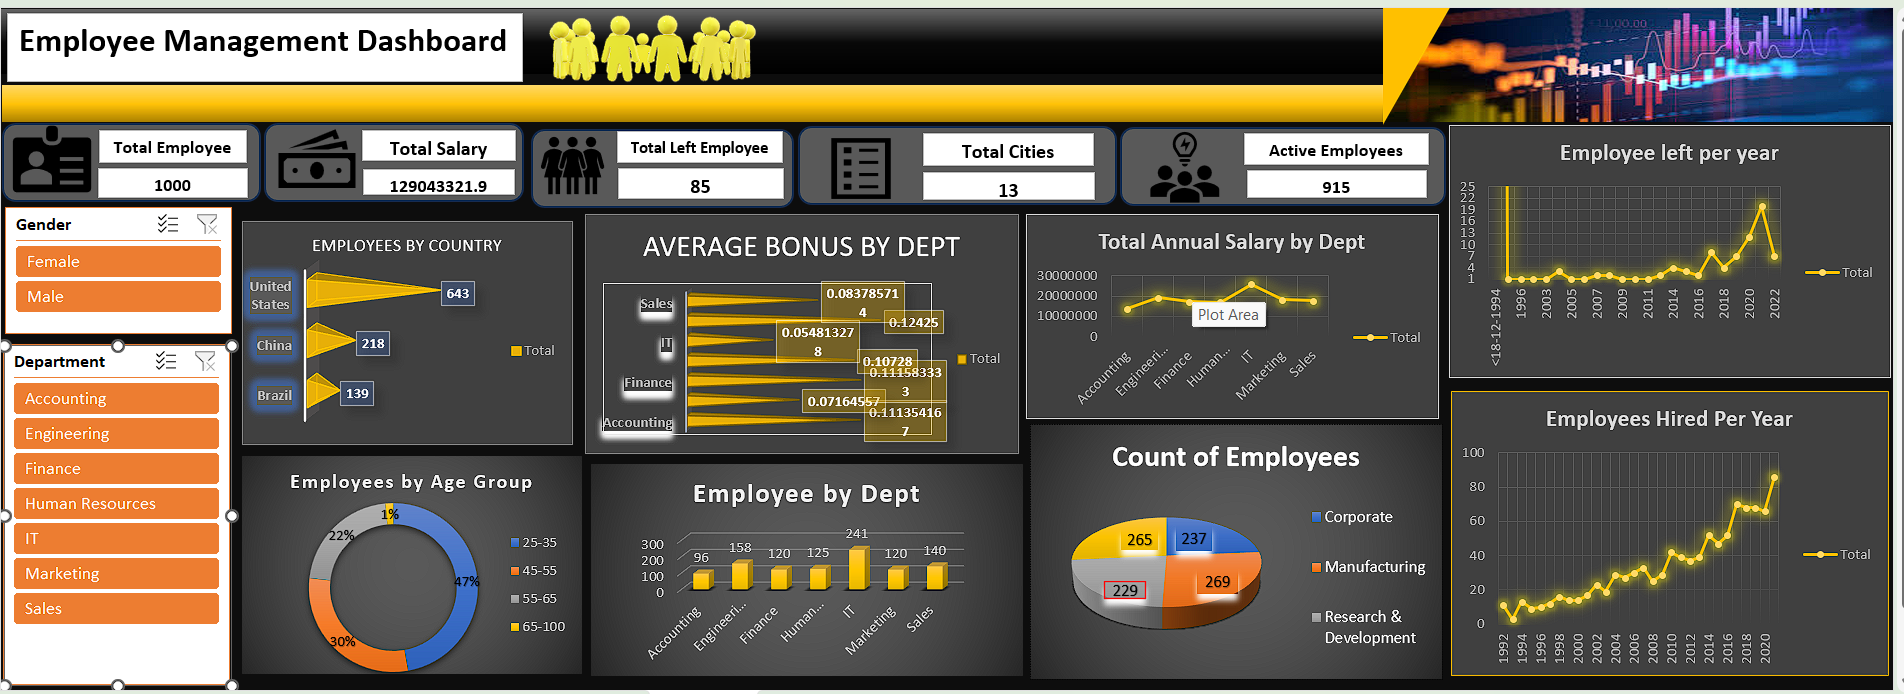 Employee Management Dashboard
Total Employee
1000
Total Salary
129043321.9
Total Left Employee
85
Total Cities
13
Active Employees
915
Gender
Female
Male
Department
Accounting
Engineering
Finance
Human Resources
IT
Marketing
Sales
EMPLOYEES BY COUNTRY
United
States
643
China
218
Brazil
139
Total
AVERAGE BONUS BY DEPT
Sales
IT
Finance
Accounting
0.08378571
4
0.12425
0.05481327
8
0.10728
0.11158333
3
0.07164557
0.11135416
7
Total
Total Annual Salary by Dept
30000000
20000000
10000000
0
Plot Area
Accounting
Engineeri...
Finance
Human...
IT
Marketing
Sales
Total
Employee left per year
25
22
19
16
13
10
7
4
1
<18-12-1994
1996
2003
2005
2007
2009
2011
2014
2016
2018
2020
2022
Total
Employees by Age Group
1%
22%
47%
30%
25-35
45-55
55-65
65-100
Employee by Dept
300
200
100
0
96
158
120
125
241
120
140
Accounting
Engineeri...
Finance
Human...
IT
Marketing
Sales
Count of Employees
265
237
229
269
Corporate
Manufacturing
Research &
Development
Employees Hired Per Year
100
80
60
40
20
0
1992
1994
1996
1998
2000
2002
2004
2006
2008
2010
2012
2014
2016
2018
2020
Total